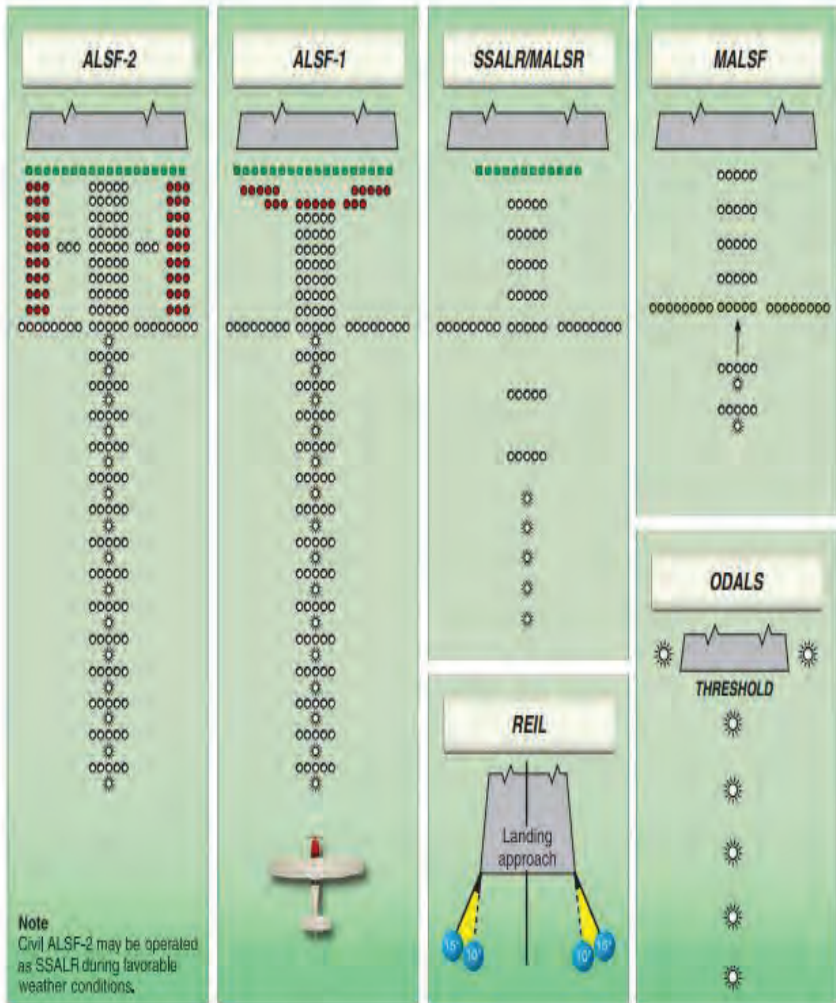 ALSF-2
ALSF-1
SSALR/MALSR
MALSF
ODALS
THRESHOLD
REIL
Landing
approach
15°
10°
10°
15°
Note
Civil ALSF-2 may be operated
as SSALR during favorable
weather conditions.